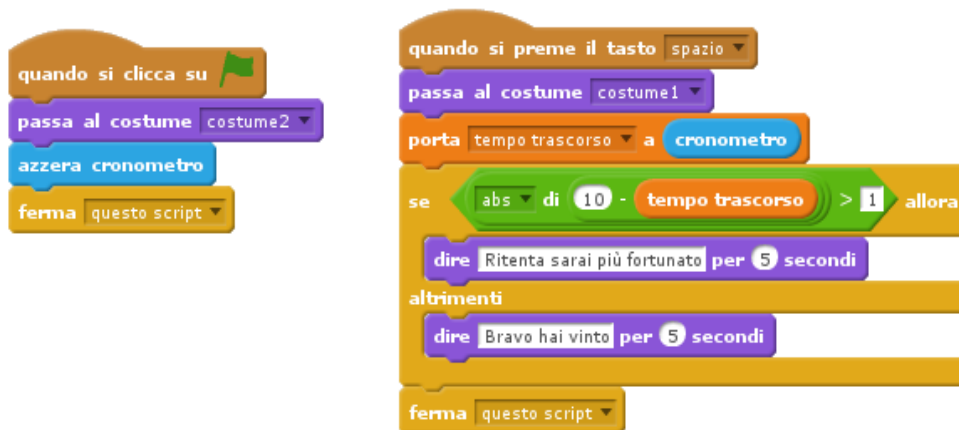 quando si clicca su
passa al costume costume2
azzera cronometro
ferma questo script
quando si preme il tasto spazio
passa al costume costume1
porta tempo trascorso a cronometro
se abs di 10 - tempo trascorso > 1 allora
dire Ritenta sarai più fortunato per 5 secondi
altrimenti
dire Bravo hai vinto per 5 secondi
ferma questo script